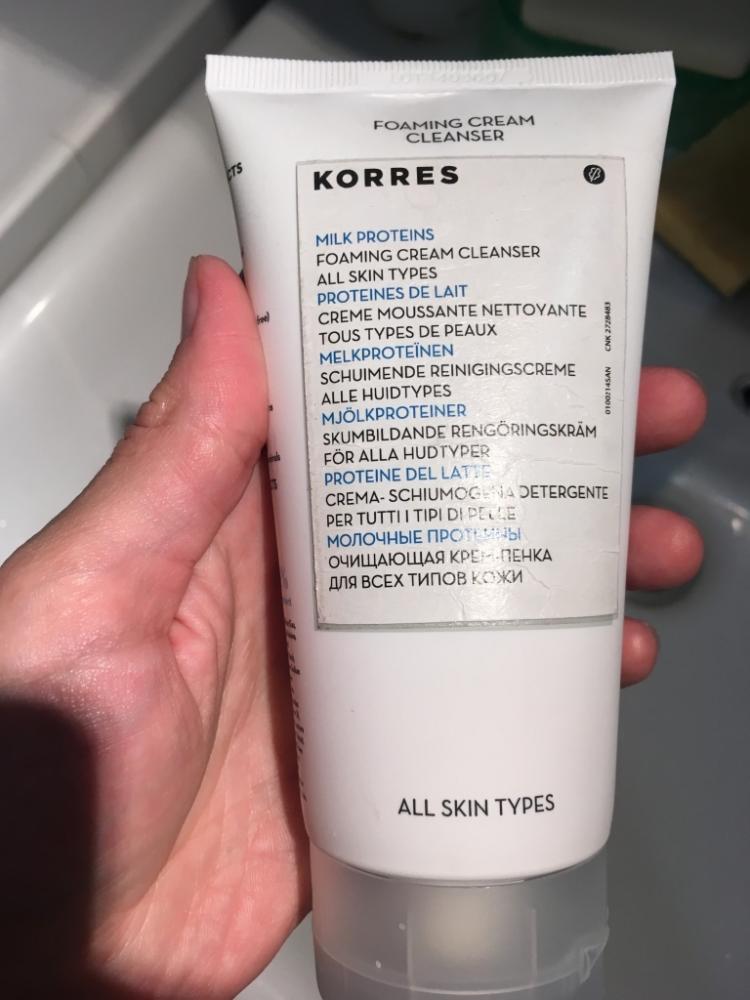 FOAMING CREAM
CLEANSER
KORRES
MILK PROTEINS
FOAMING CREAM CLEANSER
ALL SKIN TYPES
PROTEINES DE LAIT
CREME MOUSSANTE NETTOYANTE
TOUS TYPES DE PEAUX
MELKPROTEÏNEN
SCHUIMENDE REINIGINGSCREME
ALLE HUIDTYPES
MJÖLKPROTEINER
SKUMBILDANDE RENGÖRINGSKRÄM
FÖR ALLA HUDTYPER
PROTEINE DEL LATTE
CREMA- SCHIUMOGENA DETERGENTE
PER TUTTI I TIPI DI PELLE
МОЛОЧНЫЕ ПРОТЕИНЫ
ОЧИЩАЮЩАЯ КРЕМ-ПЕНКА
ДЛЯ ВСЕХ ТИПОВ КОЖИ
CNK 2728483
ALL SKIN TYPES